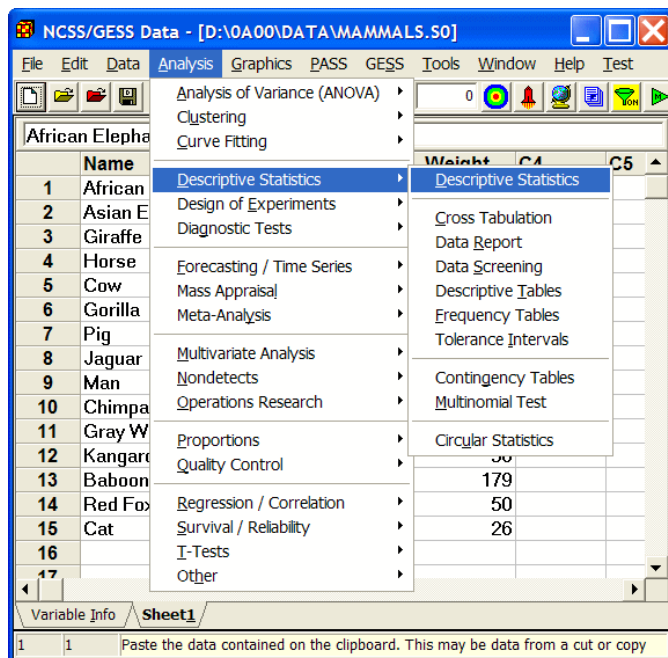 NCSS/GESS Data - [D:\0A00\DATA\MAMMALS.S0]
File Edit Data Analysis Graphics PASS GESS Tools Window Help Test
0
African Elepha
Name Weight C4 C5
1 African
2 Asian E
3 Giraffe
4 Horse
5 Cow
6 Gorilla
7 Pig
8 Jaguar
9 Man
10 Chimpa
11 Gray W
12 Kangaro
13 Baboon 179
14 Red Fox 50
15 Cat 26
16
17
Analysis of Variance (ANOVA)
Clustering
Curve Fitting
Descriptive Statistics
Design of Experiments
Diagnostic Tests
Forecasting / Time Series
Mass Appraisal
Meta-Analysis
Multivariate Analysis
Nondetects
Operations Research
Proportions
Quality Control
Regression / Correlation
Survival / Reliability
T-Tests
Other
Descriptive Statistics
Cross Tabulation
Data Report
Data Screening
Descriptive Tables
Frequency Tables
Tolerance Intervals
Contingency Tables
Multinomial Test
Circular Statistics
Variable Info Sheet1
1 1 Paste the data contained on the clipboard. This may be data from a cut or copy